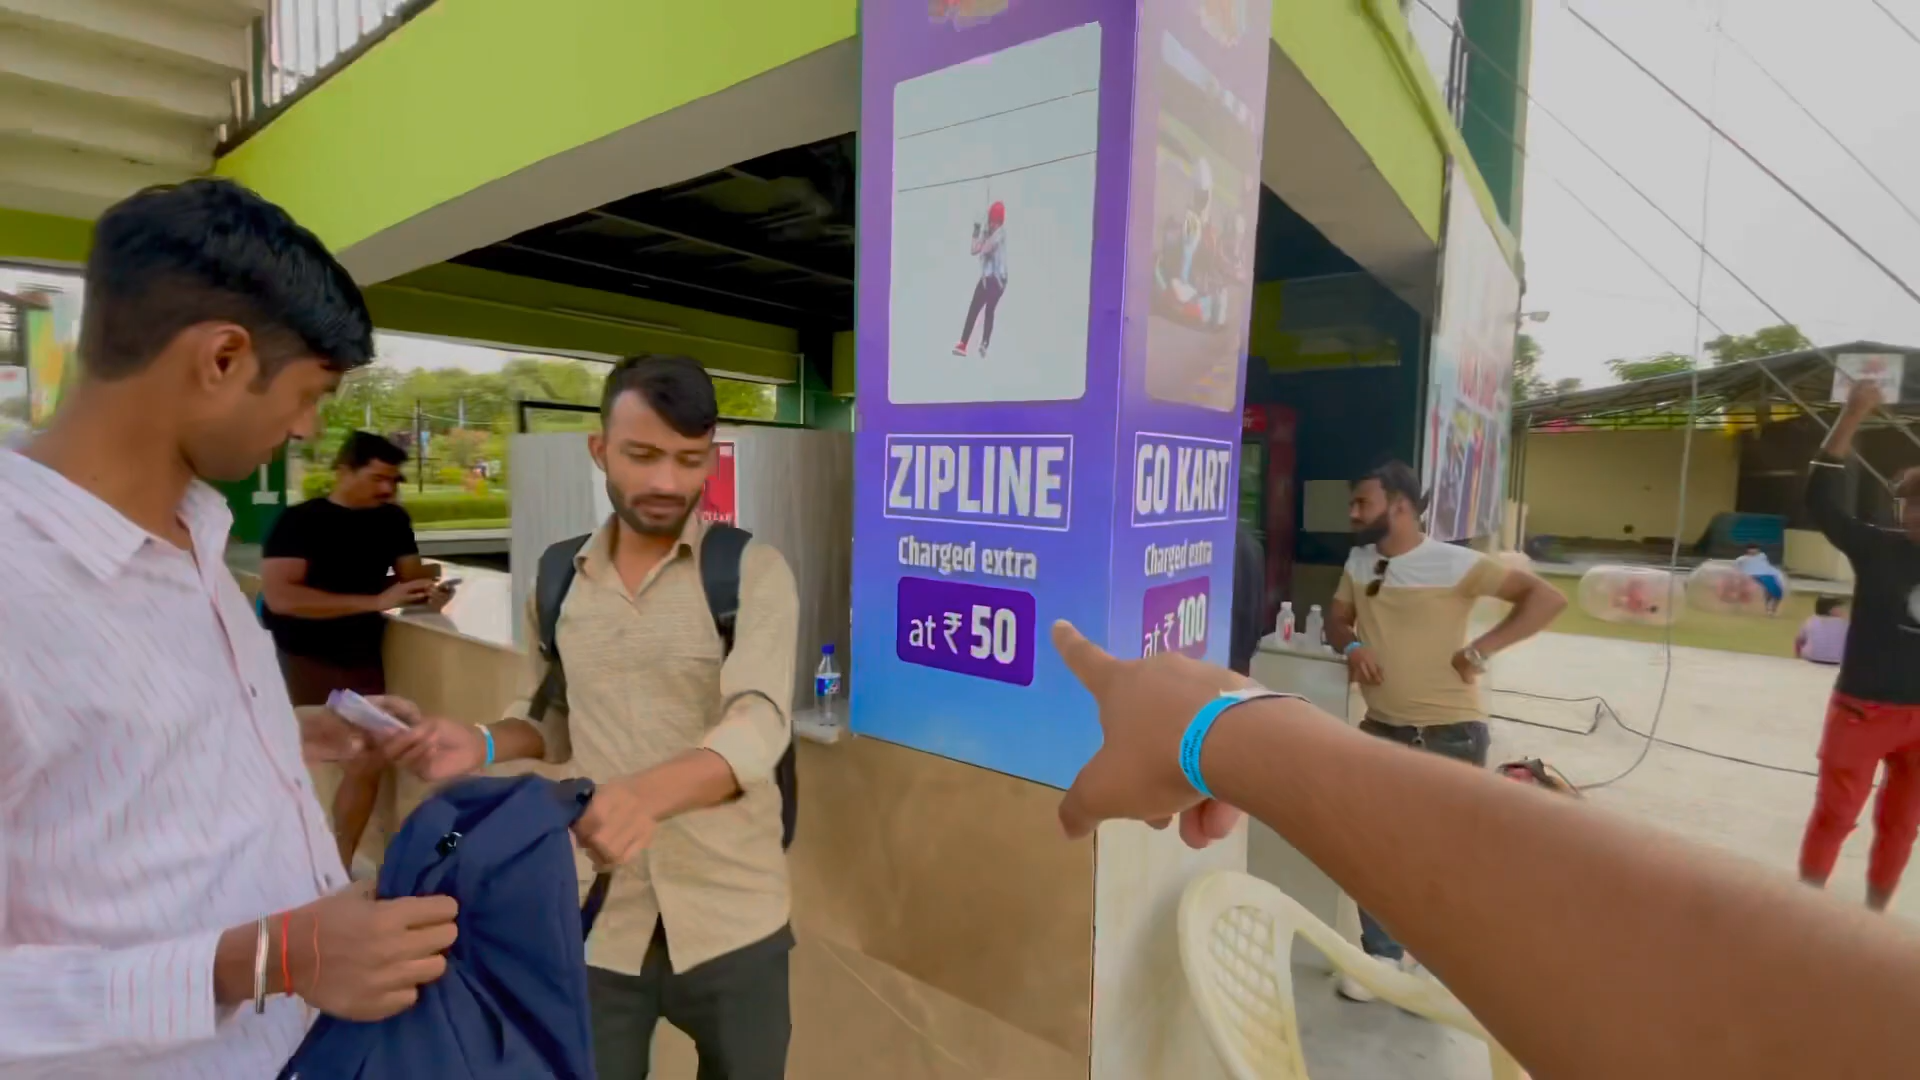 ZIPLINE
Charged extra
at ₹ 50
GO KART
Charged extra
at ₹ 100